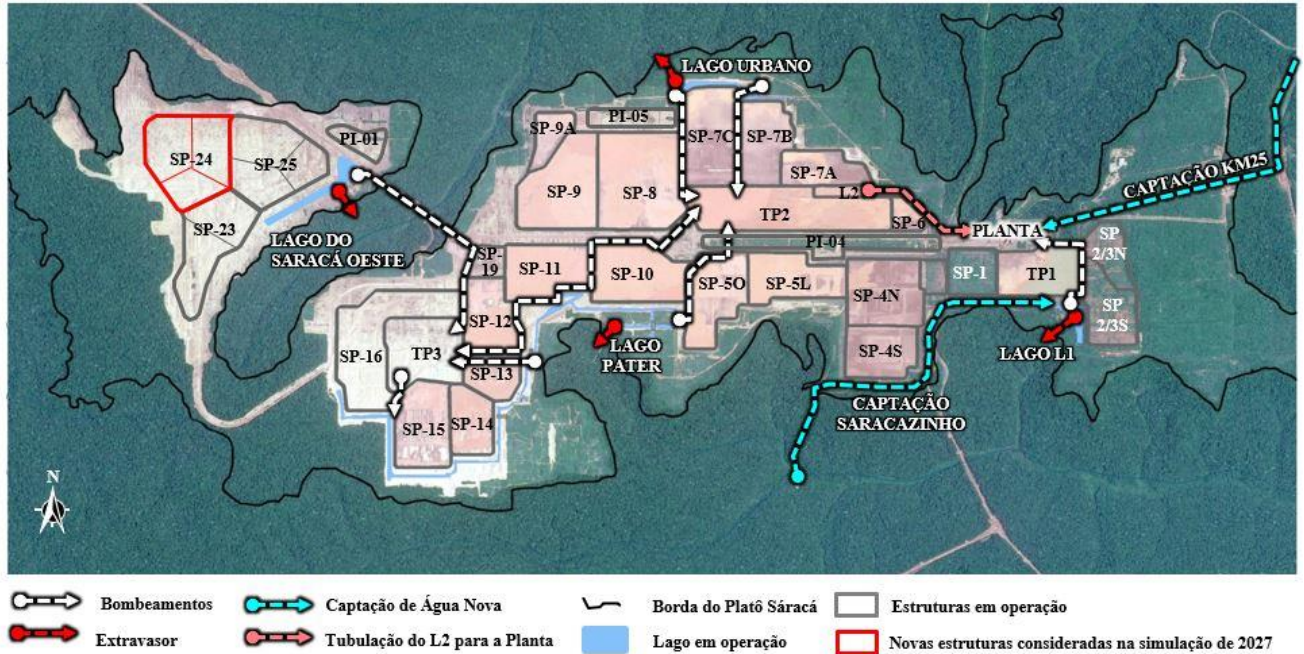 LAGO URBANO
PI-05
SP-9A
SP-7C
SP-7B
PI-01
SP-24
SP-25
SP-7A
CAPTAÇÃO KM25
SP-9
SP-8
L2
TP2
SP-6
SP-23
PLANTA
LAGO DO
SARACÁ OESTE
PI-04
SP
2/3N
SP-
19
SP-11
SP-10
SP-5O
SP-5L
SP-4N
SP-1
TP1
SP-12
SP
2/3S
SP-16
TP3
LAGO
PATER
LAGO L1
SP-4S
SP-13
CAPTAÇÃO
SARACAZINHO
SP-15
SP-14
N
Bombeamentos
Captação de Água Nova
Borda do Platô Sáracá
Estruturas em operação
Extravasor
Tubulação do L2 para a Planta
Lago em operação
Novas estruturas consideradas na simulação de 2027